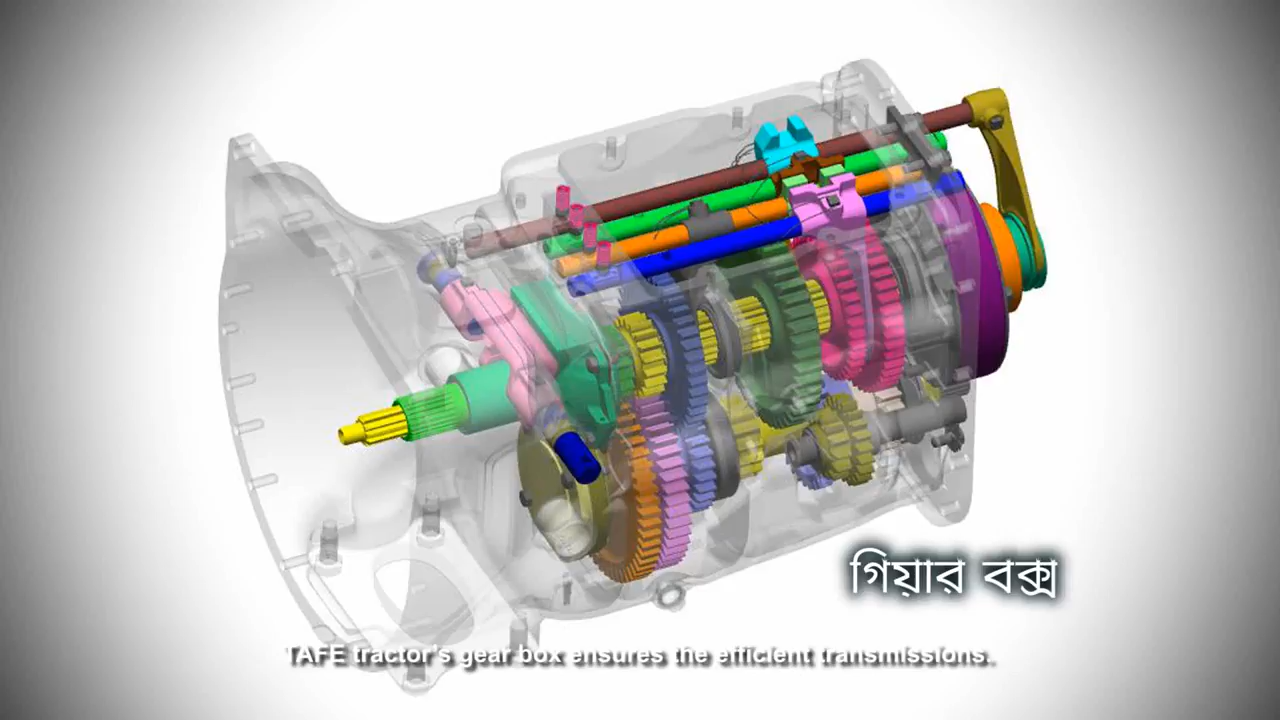 গিয়ার বক্স
TAFE tractor's gear box ensures the efficient transmissions.